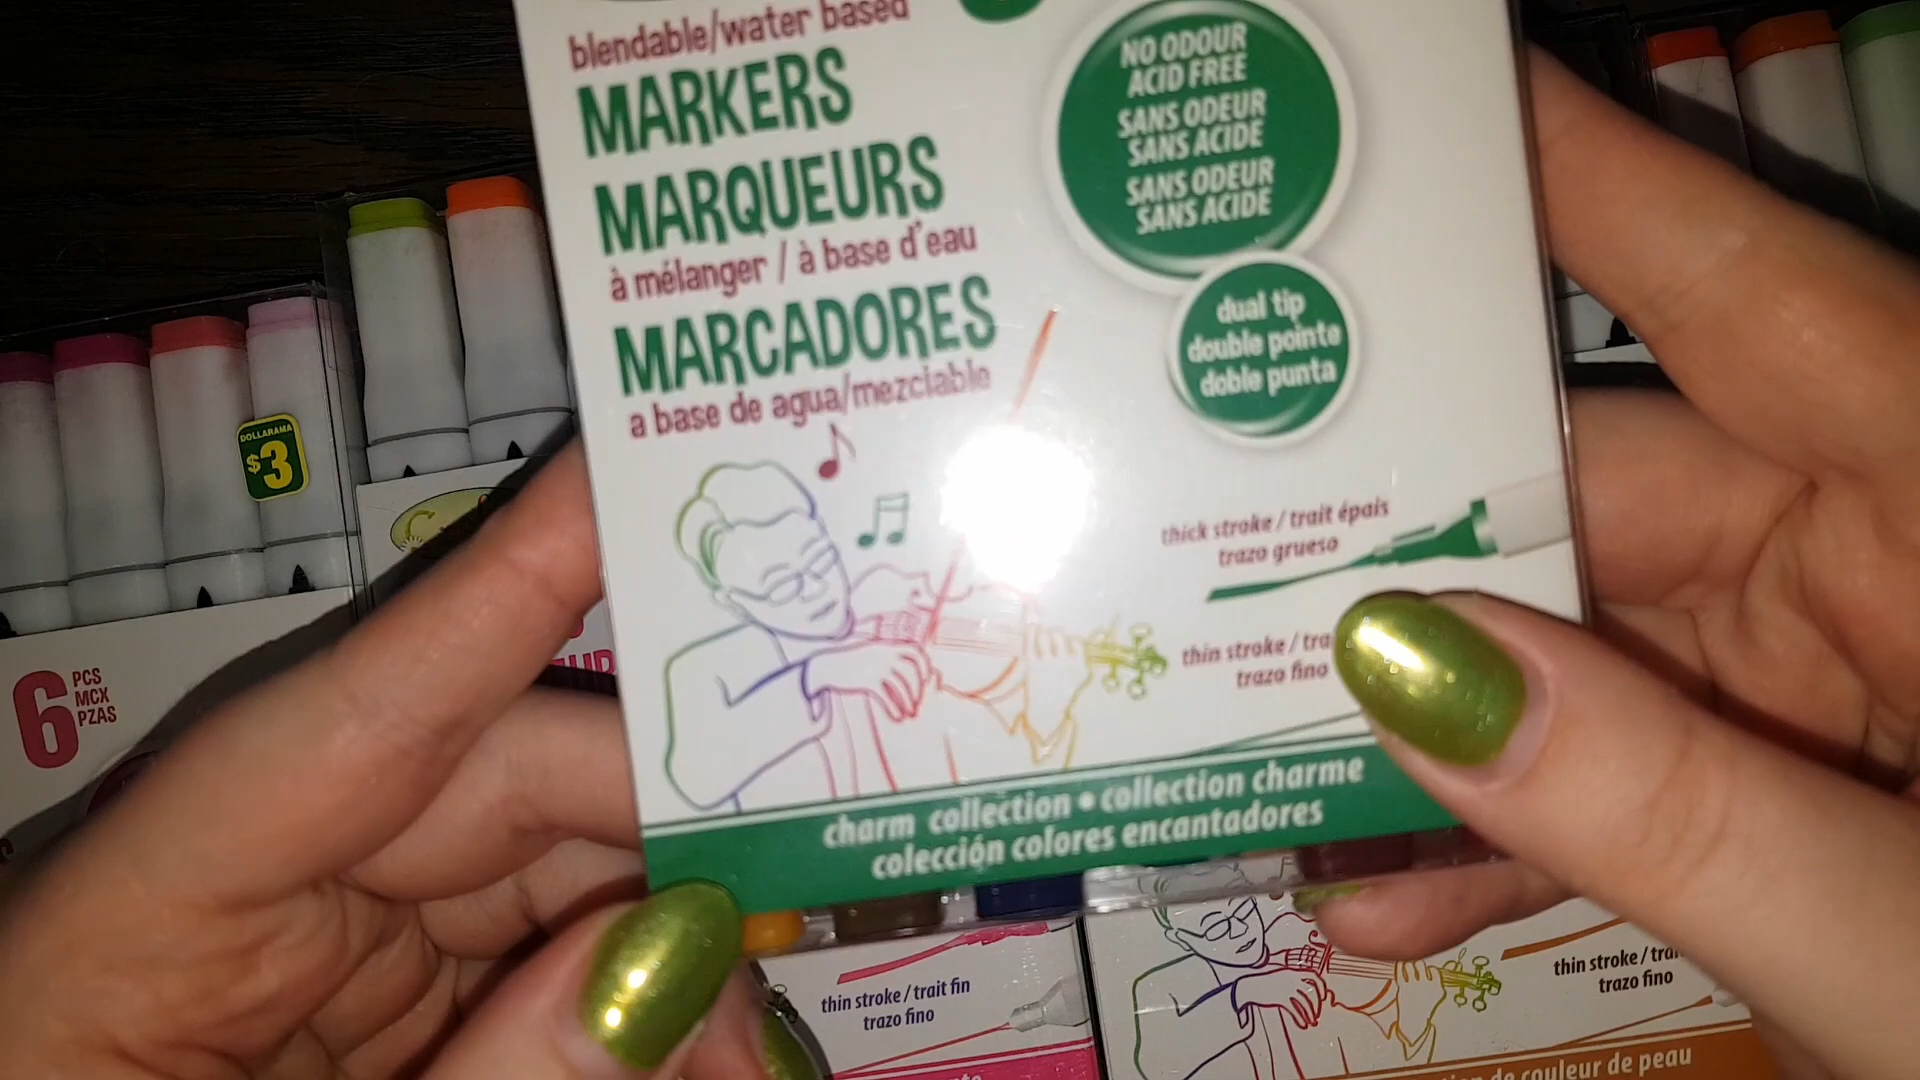 blendable/water based
MARKERS
MARQUEURS
à mélanger / à base d'eau
MARCADORES
a base de agua/mezclable
NO ODOUR
ACID FREE
SANS ODEUR
SANS ACIDE
SANS ODEUR
SANS ACIDE
dual tip
double pointe
doble punta
thick stroke / trait épais
trazo grueso
thin stroke / tra
trazo fino
charm collection • collection charme
colección colores encantadores
DOLLARAMA
$3
6
PCS
MCX
PZAS
thin stroke / trait fin
trazo fino
thin stroke / trai
trazo fino
de couleur de peau